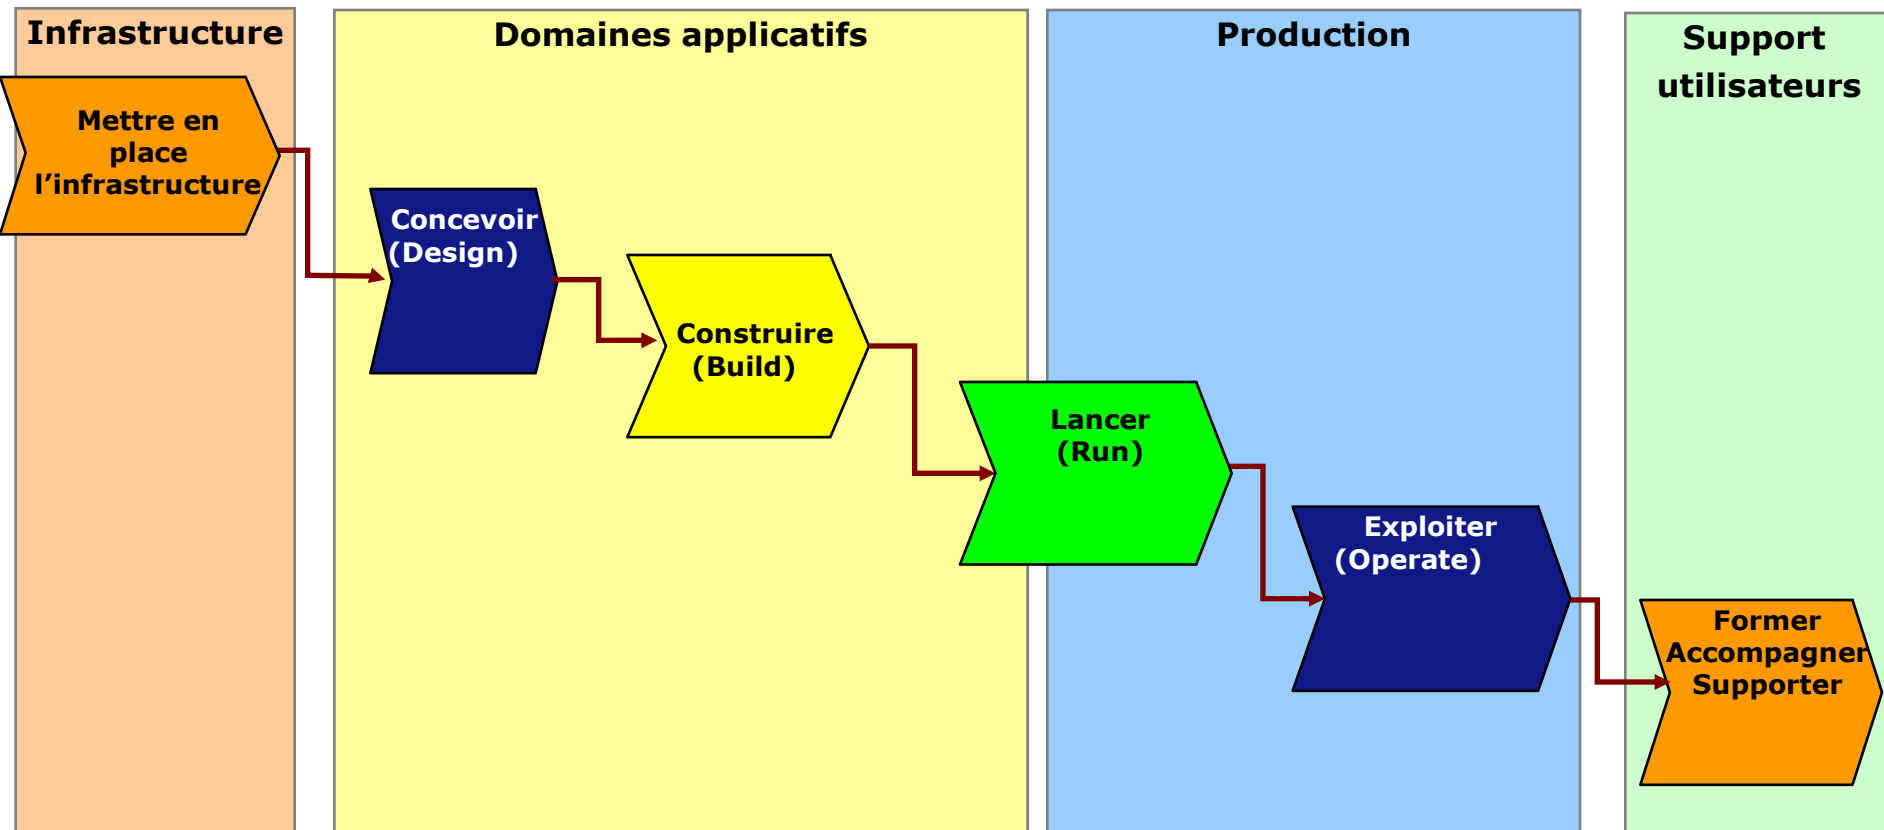 Infrastructure
Domaines applicatifs
Production
Support
utilisateurs
Mettre en
place
l’infrastructure
Concevoir
(Design)
Construire
(Build)
Lancer
(Run)
Exploiter
(Operate)
Former
Accompagner
Supporter